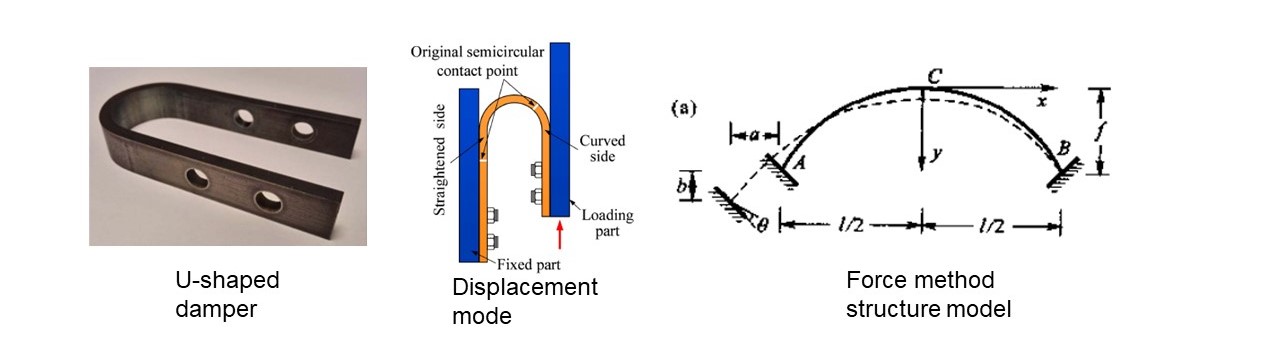 Original semicircular
contact point
Straightened side
Curved
side
Loading
part
Fixed part
(a)
C
x
a
A
y
B
f
b
θ
l/2
l/2
U-shaped
damper
Displacement
mode
Force method
structure model